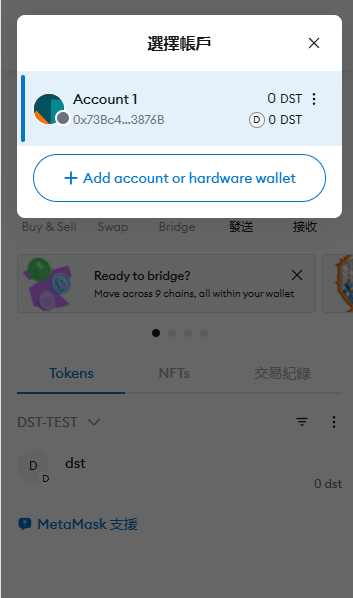 選擇帳戶
Account 1
0 DST
0x73Bc4...3876B
D 0 DST
+ Add account or hardware wallet
Buy & Sell Swap Bridge 發送 接收
Ready to bridge?
Move across 9 chains, all within your wallet
Tokens NFTs 交易紀錄
DST-TEST
D dst
D
0 dst
MetaMask 支援